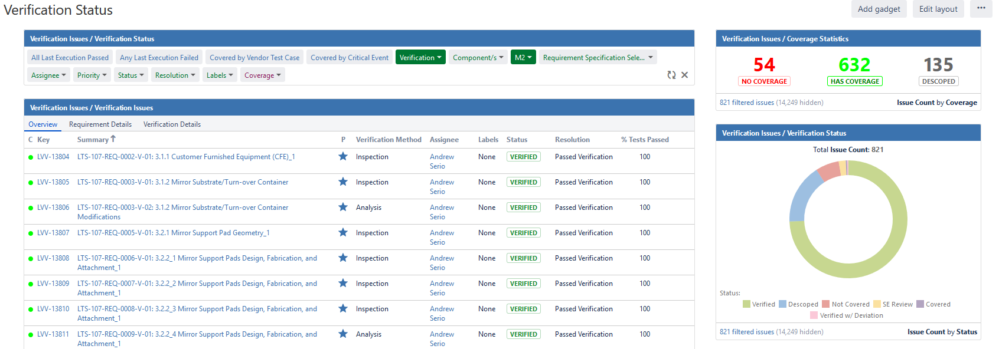 Verification Status
Add gadget Edit layout •••
Verification Issues / Verification Status
All Last Execution Passed Any Last Execution Failed Covered by Vendor Test Case Covered by Critical Event Verification Component/s M2 Requirement Specification Sele...
Assignee Priority Status Resolution Labels Coverage
Verification Issues / Verification Issues
Overview Requirement Details Verification Details
C Key Summary P Verification Method Assignee Labels Status Resolution % Tests Passed
LVV-13804 LTS-107-REQ-0002-V-01: 3.1.1 Customer Furnished Equipment (CFE)_1 Inspection Andrew None VERIFIED Passed Verification 100
Serio
LVV-13805 LTS-107-REQ-0003-V-01: 3.1.2 Mirror Substrate/Turn-over Container Inspection Andrew None VERIFIED Passed Verification 100
Serio
LVV-13806 LTS-107-REQ-0003-V-02: 3.1.2 Mirror Substrate/Turn-over Container Analysis Andrew None VERIFIED Passed Verification 100
Modifications Serio
LVV-13807 LTS-107-REQ-0005-V-01: 3.2.1 Mirror Support Pad Geometry_1 Inspection Andrew None VERIFIED Passed Verification 100
Serio
LVV-13808 LTS-107-REQ-0006-V-01: 3.2.2_1 Mirror Support Pads Design, Fabrication, and Inspection Andrew None VERIFIED Passed Verification 100
Attachment_1 Serio
LVV-13809 LTS-107-REQ-0007-V-01: 3.2.2_2 Mirror Support Pads Design, Fabrication, and Inspection Andrew None VERIFIED Passed Verification 100
Attachment_1 Serio
LVV-13810 LTS-107-REQ-0008-V-01: 3.2.2_3 Mirror Support Pads Design, Fabrication, and Inspection Andrew None VERIFIED Passed Verification 100
Attachment_1 Serio
LVV-13811 LTS-107-REQ-0009-V-01: 3.2.2_4 Mirror Support Pads Design, Fabrication, and Analysis Andrew None VERIFIED Passed Verification 100
Attachment_1 Serio
Verification Issues / Coverage Statistics
54 632 135
NO COVERAGE HAS COVERAGE DESCOPED
821 filtered issues (14,249 hidden) Issue Count by Coverage
Verification Issues / Verification Status
Total Issue Count: 821
Status:
Verified Descoped Not Covered SE Review Covered
Verified w/ Deviation
821 filtered issues (14,249 hidden) Issue Count by Status